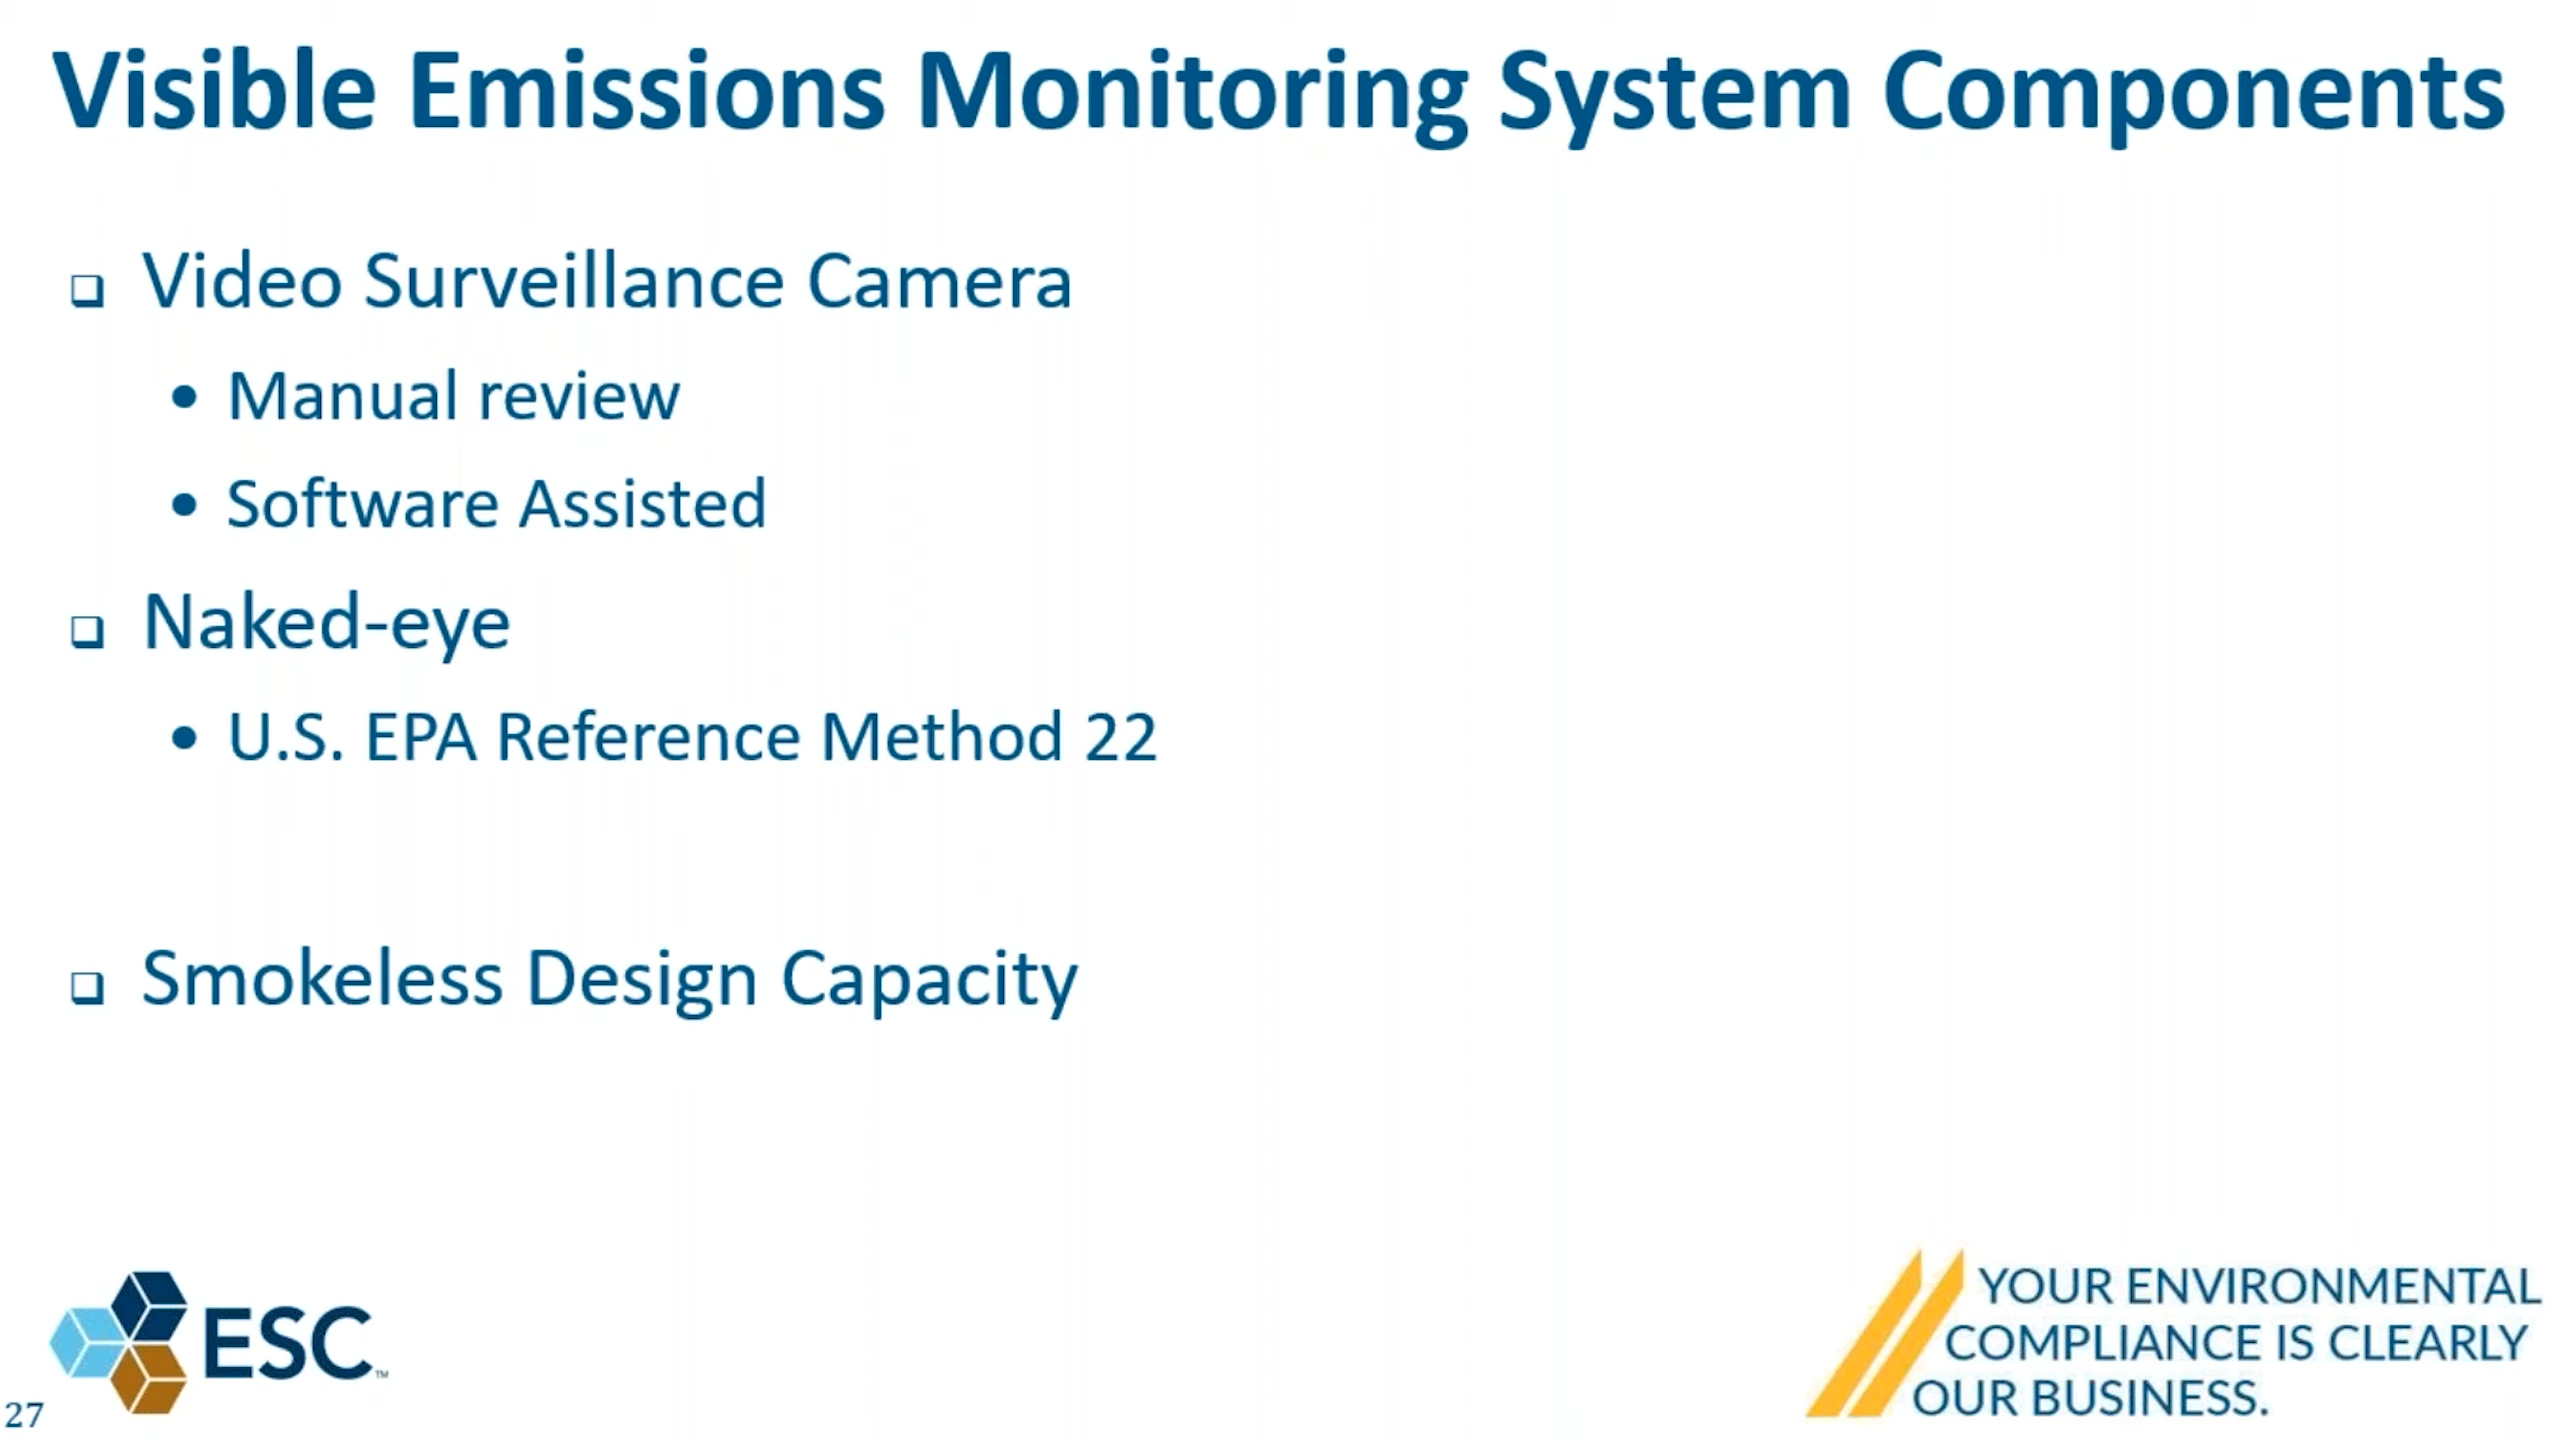 Visible Emissions Monitoring System Components
❑ Video Surveillance Camera
• Manual review
• Software Assisted
❑ Naked-eye
• U.S. EPA Reference Method 22
❑ Smokeless Design Capacity
ESC™
27
YOUR ENVIRONMENTAL
COMPLIANCE IS CLEARLY
OUR BUSINESS.